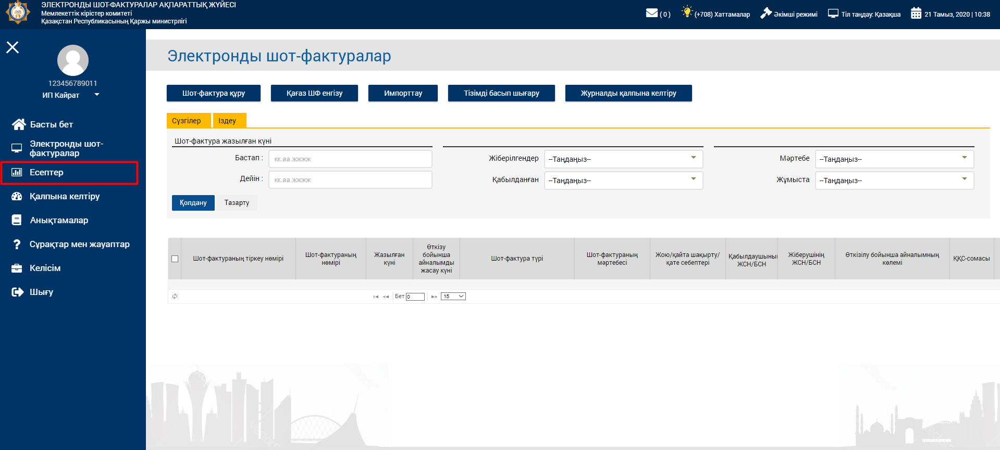 ЭЛЕКТРОНДЫ ШОТ-ФАКТУРАЛАР АҚПАРАТТЫҚ ЖҮЙЕСІ
Мемлекеттік кірістер комитеті
Қазақстан Республикасының Қаржы министрлігі
( 0 )
(+708) Хаттамалар
Әкімші режимі
Тіл таңдау: Қазақша
21 Тамыз, 2020 | 10:38
123456789011
ИП Кайрат
Басты бет
Электронды шот-
фактуралар
Есептер
Қалпына келтіру
Анықтамалар
Сұрақтар мен жауаптар
Келісім
Шығу
Электронды шот-фактуралар
Шот-фактура құру
Қағаз ШФ енгізу
Импорттау
Тізімді басып шығару
Журналды қалпына келтіру
Сүзгілер
Іздеу
Шот-фактура жазылған күні
Бастап :
кк.аа.жжжж
Жіберілгендер
--Таңдаңыз--
Мәртебе
--Таңдаңыз--
Дейін :
кк.аа.жжжж
Қабылданған
--Таңдаңыз--
Жұмыста
--Таңдаңыз--
Қолдану
Тазарту
Шот-фактураның тіркеу нөмірі
Шот-фактураның
нөмірі
Жазылған
күні
Өткізу
бойынша
айналымды
жасау күні
Шот-фактура түрі
Шот-фактураның
мәртебесі
Жою/қайта шақырту/
қате себептері
Қабылдаушының
ЖСН/БСН
Жіберушінің
ЖСН/БСН
Өткізілу бойынша айналымның
көлемі
ҚҚС-сомасы
Бет
0
15